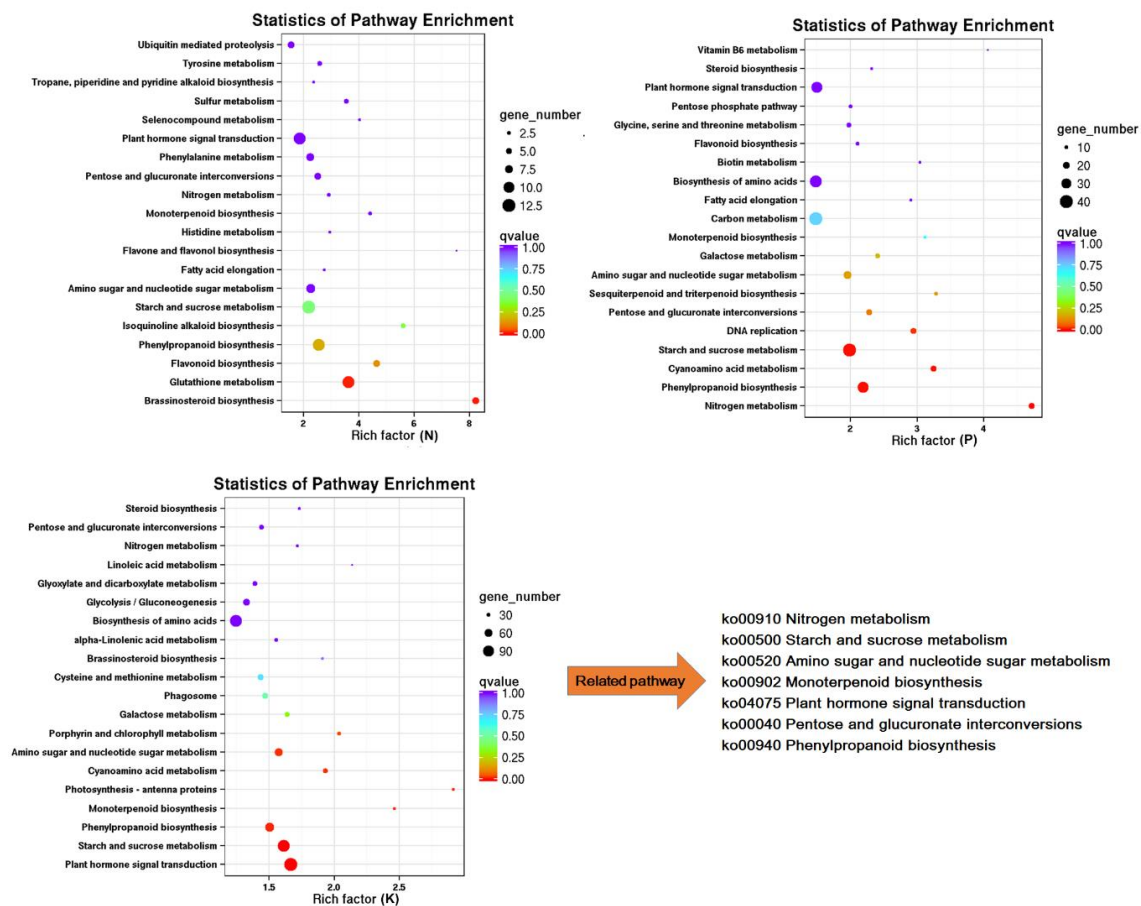 Statistics of Pathway Enrichment
Ubiquitin mediated proteolysis
Tyrosine metabolism
Tropane, piperidine and pyridine alkaloid biosynthesis
Sulfur metabolism
Selenocompound metabolism
Plant hormone signal transduction
Phenylalanine metabolism
Pentose and glucuronate interconversions
Nitrogen metabolism
Monoterpenoid biosynthesis
Histidine metabolism
Flavone and flavonol biosynthesis
Fatty acid elongation
Amino sugar and nucleotide sugar metabolism
Starch and sucrose metabolism
Isoquinoline alkaloid biosynthesis
Phenylpropanoid biosynthesis
Flavonoid biosynthesis
Glutathione metabolism
Brassinosteroid biosynthesis
2 4 6 8
Rich factor (N)
gene_number
2.5
5.0
7.5
10.0
12.5
qvalue
1.00
0.75
0.50
0.25
0.00
Statistics of Pathway Enrichment
Vitamin B6 metabolism
Steroid biosynthesis
Plant hormone signal transduction
Pentose phosphate pathway
Glycine, serine and threonine metabolism
Flavonoid biosynthesis
Biotin metabolism
Biosynthesis of amino acids
Fatty acid elongation
Carbon metabolism
Monoterpenoid biosynthesis
Galactose metabolism
Amino sugar and nucleotide sugar metabolism
Sesquiterpenoid and triterpenoid biosynthesis
Pentose and glucuronate interconversions
DNA replication
Starch and sucrose metabolism
Cyanoamino acid metabolism
Phenylpropanoid biosynthesis
Nitrogen metabolism
2 3 4
Rich factor (P)
gene_number
10
20
30
40
qvalue
1.00
0.75
0.50
0.25
0.00
Statistics of Pathway Enrichment
Steroid biosynthesis
Pentose and glucuronate interconversions
Nitrogen metabolism
Linoleic acid metabolism
Glyoxylate and dicarboxylate metabolism
Glycolysis / Gluconeogenesis
Biosynthesis of amino acids
alpha-Linolenic acid metabolism
Brassinosteroid biosynthesis
Cysteine and methionine metabolism
Phagosome
Galactose metabolism
Porphyrin and chlorophyll metabolism
Amino sugar and nucleotide sugar metabolism
Cyanoamino acid metabolism
Photosynthesis - antenna proteins
Monoterpenoid biosynthesis
Phenylpropanoid biosynthesis
Starch and sucrose metabolism
Plant hormone signal transduction
1.5 2.0 2.5
Rich factor (K)
gene_number
30
60
90
qvalue
1.00
0.75
0.50
0.25
0.00
Related pathway
ko00910 Nitrogen metabolism
ko00500 Starch and sucrose metabolism
ko00520 Amino sugar and nucleotide sugar metabolism
ko00902 Monoterpenoid biosynthesis
ko04075 Plant hormone signal transduction
ko00040 Pentose and glucuronate interconversions
ko00940 Phenylpropanoid biosynthesis